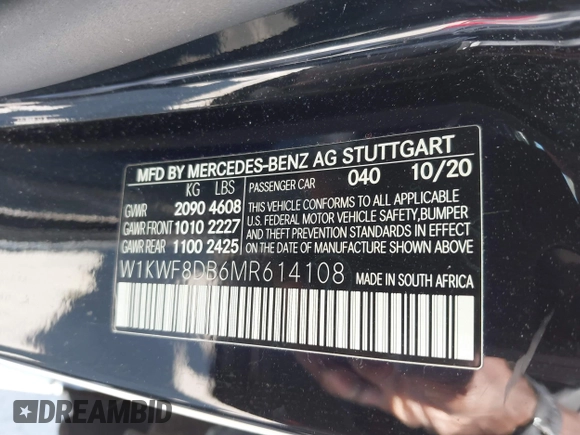 MFD BY MERCEDES-BENZ AG STUTTGART
KG LBS PASSENGER CAR 040 10/20
GVWR 2090 4608
GAWR FRONT 1010 2227
GAWR REAR 1100 2425
THIS VEHICLE CONFORMS TO ALL APPLICABLE
U.S. FEDERAL MOTOR VEHICLE SAFETY,BUMPER
AND THEFT PREVENTION STANDARDS IN EFFECT
ON THE DATE OF MANUFACTURE SHOWN ABOVE.
W1KWF8DB6MR614108 MADE IN SOUTH AFRICA
DREAMBID